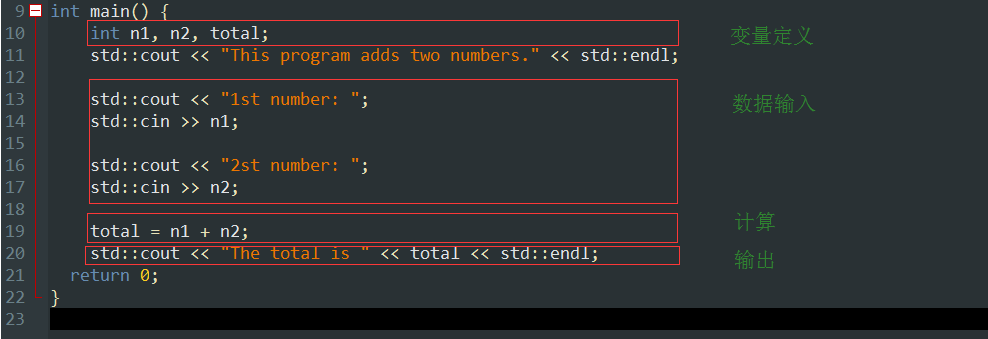 9 int main() {
10 int n1, n2, total; 变量定义
11 std::cout << "This program adds two numbers." << std::endl;
12
13 std::cout << "1st number: "; 数据输入
14 std::cin >> n1;
15
16 std::cout << "2st number: ";
17 std::cin >> n2;
18
19 total = n1 + n2; 计算
20 std::cout << "The total is " << total << std::endl; 输出
21 return 0;
22 }
23